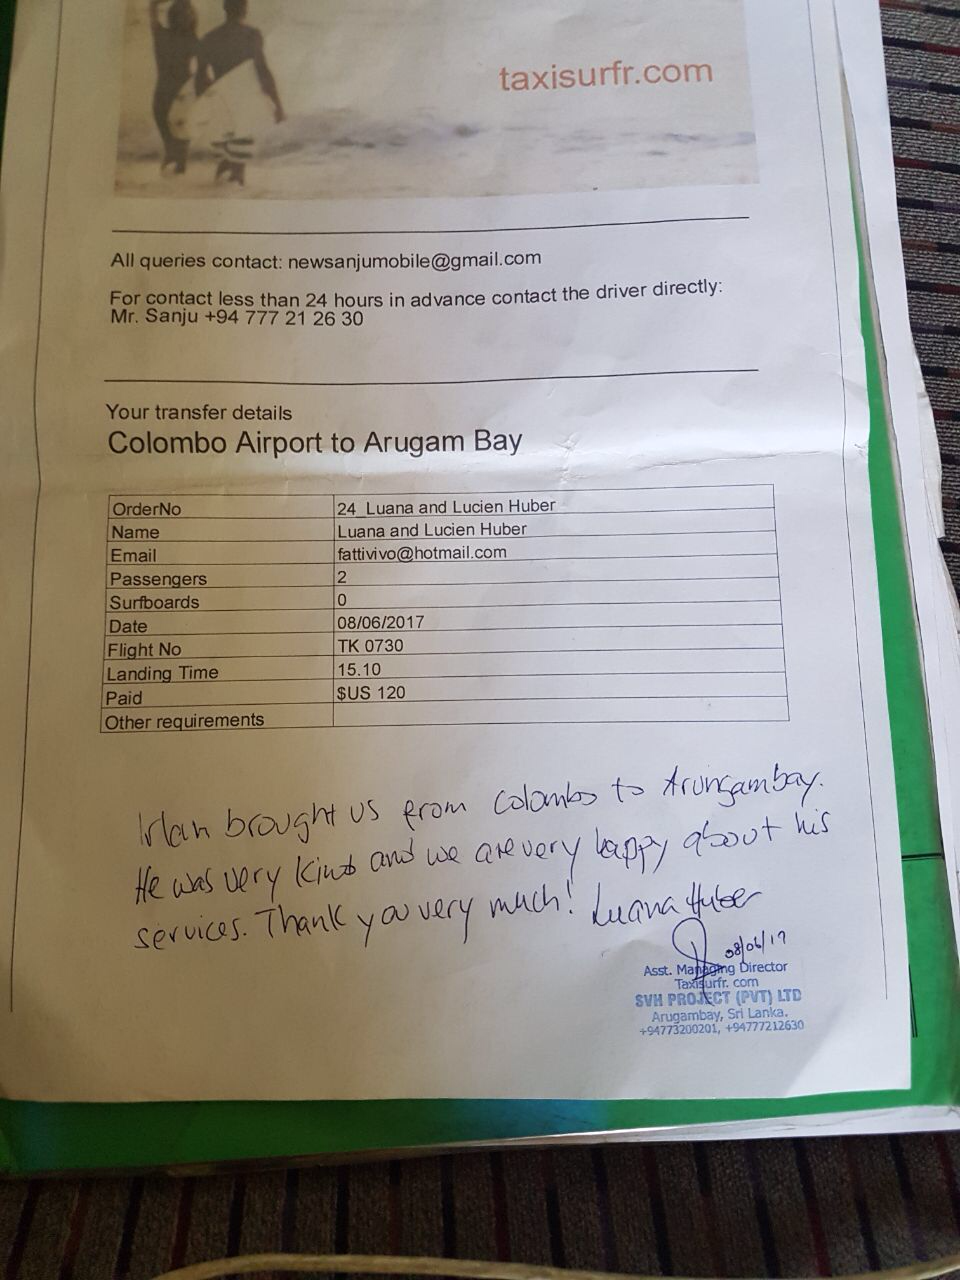 taxisurfr.com
All queries contact: newsanjumobile@gmail.com
For contact less than 24 hours in advance contact the driver directly:
Mr. Sanju +94 777 21 26 30
Your transfer details
Colombo Airport to Arugam Bay
OrderNo 24 Luana and Lucien Huber
Name Luana and Lucien Huber
Email fattivivo@hotmail.com
Passengers 2
Surfboards 0
Date 08/06/2017
Flight No TK 0730
Landing Time 15.10
Paid $US 120
Other requirements
brought us from Colombo to Arungambay.
He was very kind and we are very happy about his
services. Thank you very much! Luana Huber
08/06/17
Asst. Managing Director
Taxisurfr. com
SVH PROJECT (PVT) LTD
Arugambay, Sri Lanka.
+94773200201, +94777212630